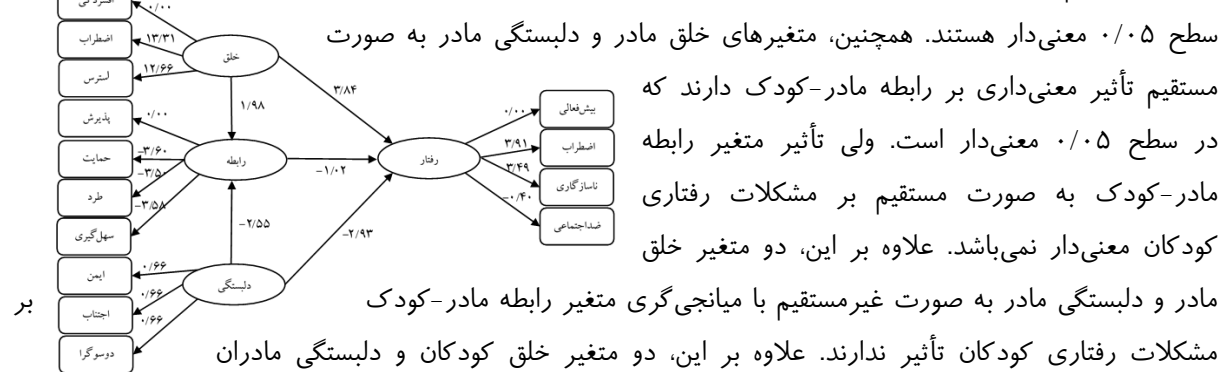 افسردگی
۰/۰۰
سطح ۰/۰۵ معنی‌دار هستند. همچنین، متغیرهای خلق مادر و دلبستگی مادر به صورت
مستقیم تأثیر معنی‌داری بر رابطه مادر-کودک دارند که
در سطح ۰/۰۵ معنی‌دار است. ولی تأثیر متغیر رابطه
مادر-کودک به صورت مستقیم بر مشکلات رفتاری
کودکان معنی‌دار نمی‌باشد. علاوه بر این، دو متغیر خلق
مادر و دلبستگی مادر به صورت غیرمستقیم با میانجی‌گری متغیر رابطه مادر-کودک بر
مشکلات رفتاری کودکان تأثیر ندارند. علاوه بر این، دو متغیر خلق کودکان و دلبستگی مادران
اضطراب
۱۳/۳۱
خلق
استرس
۱۲/۶۶
۳/۸۴
۱/۹۸
پذیرش
۰/۰۰
حمایت
-۳/۶۰
رابطه
-۱/۰۲
رفتار
طرد
-۳/۵۰
سهل‌گیری
-۳/۵۸
-۲/۵۵
-۲/۹۳
ایمن
۰/۶۶
دلبستگی
اجتناب
۰/۶۶
دوسوگرا
۰/۶۶
بیش‌فعالی
۰/۰۰
اضطراب
۳/۹۱
ناسازگاری
-۳/۴۹
ضداجتماعی
-۰/۴۰